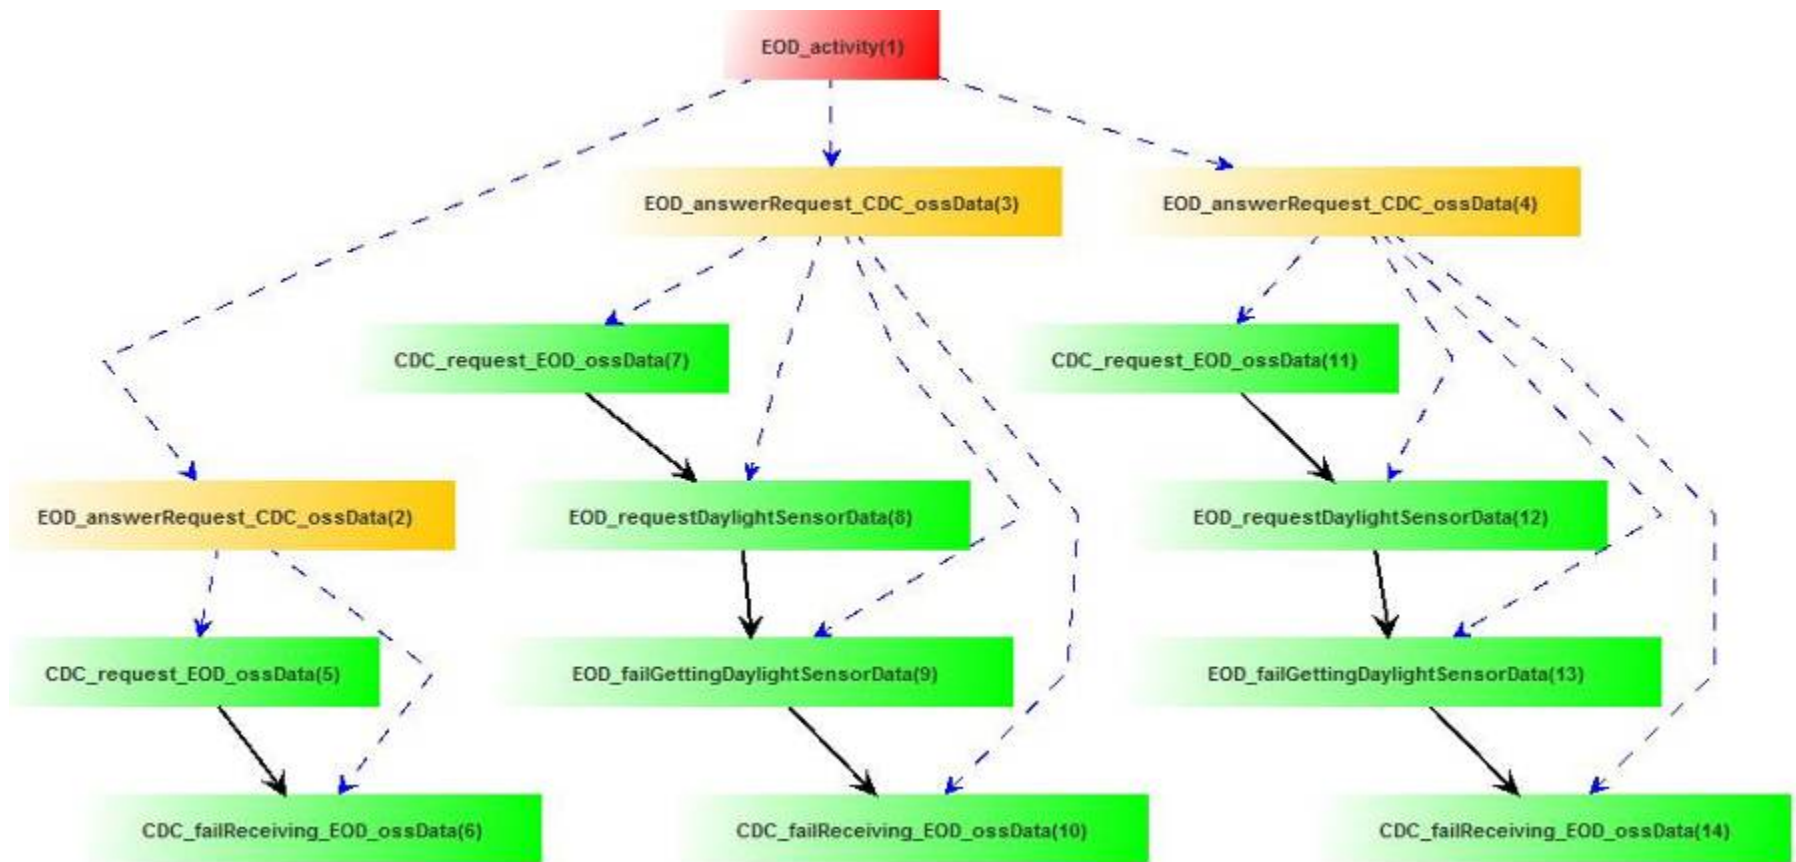 EOD_activity(1)
EOD_answerRequest_CDC_ossData(3)
EOD_answerRequest_CDC_ossData(4)
CDC_request_EOD_ossData(7)
CDC_request_EOD_ossData(11)
EOD_answerRequest_CDC_ossData(2)
EOD_requestDaylightSensorData(8)
EOD_requestDaylightSensorData(12)
CDC_request_EOD_ossData(5)
EOD_failGettingDaylightSensorData(9)
EOD_failGettingDaylightSensorData(13)
CDC_failReceiving_EOD_ossData(6)
CDC_failReceiving_EOD_ossData(10)
CDC_failReceiving_EOD_ossData(14)